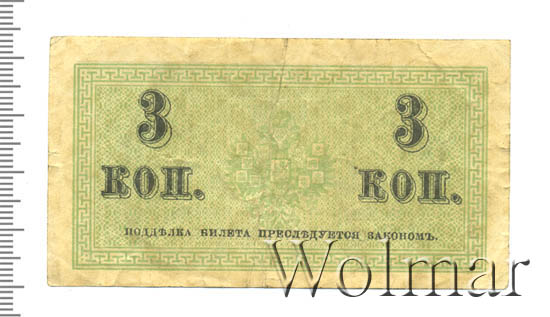 3 3
КОП. КОП.
ПОДДѢЛКА БИЛЕТА ПРЕСЛѢДУЕТСЯ ЗАКОНОМЪ.
Wolmar